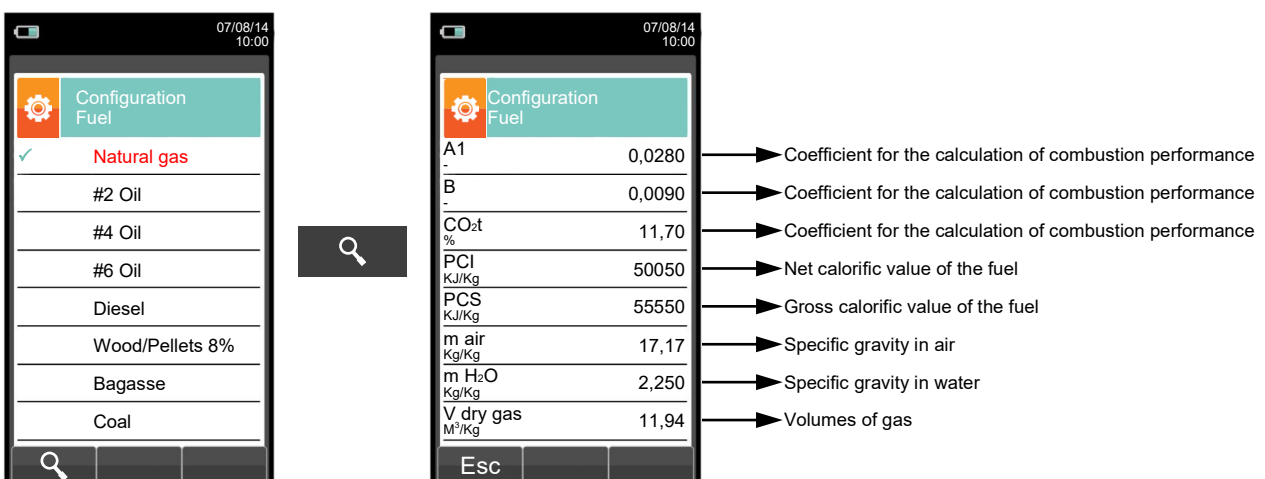 07/08/14
10:00
Configuration
Fuel
✓ Natural gas
#2 Oil
#4 Oil
#6 Oil
Diesel
Wood/Pellets 8%
Bagasse
Coal
07/08/14
10:00
Configuration
Fuel
A1
-
0,0280
Coefficient for the calculation of combustion performance
B
-
0,0090
Coefficient for the calculation of combustion performance
CO₂t
%
11,70
Coefficient for the calculation of combustion performance
PCI
KJ/Kg
50050
Net calorific value of the fuel
PCS
KJ/Kg
55550
Gross calorific value of the fuel
m air
Kg/Kg
17,17
Specific gravity in air
m H₂O
Kg/Kg
2,250
Specific gravity in water
V dry gas
M³/Kg
11,94
Volumes of gas
Esc